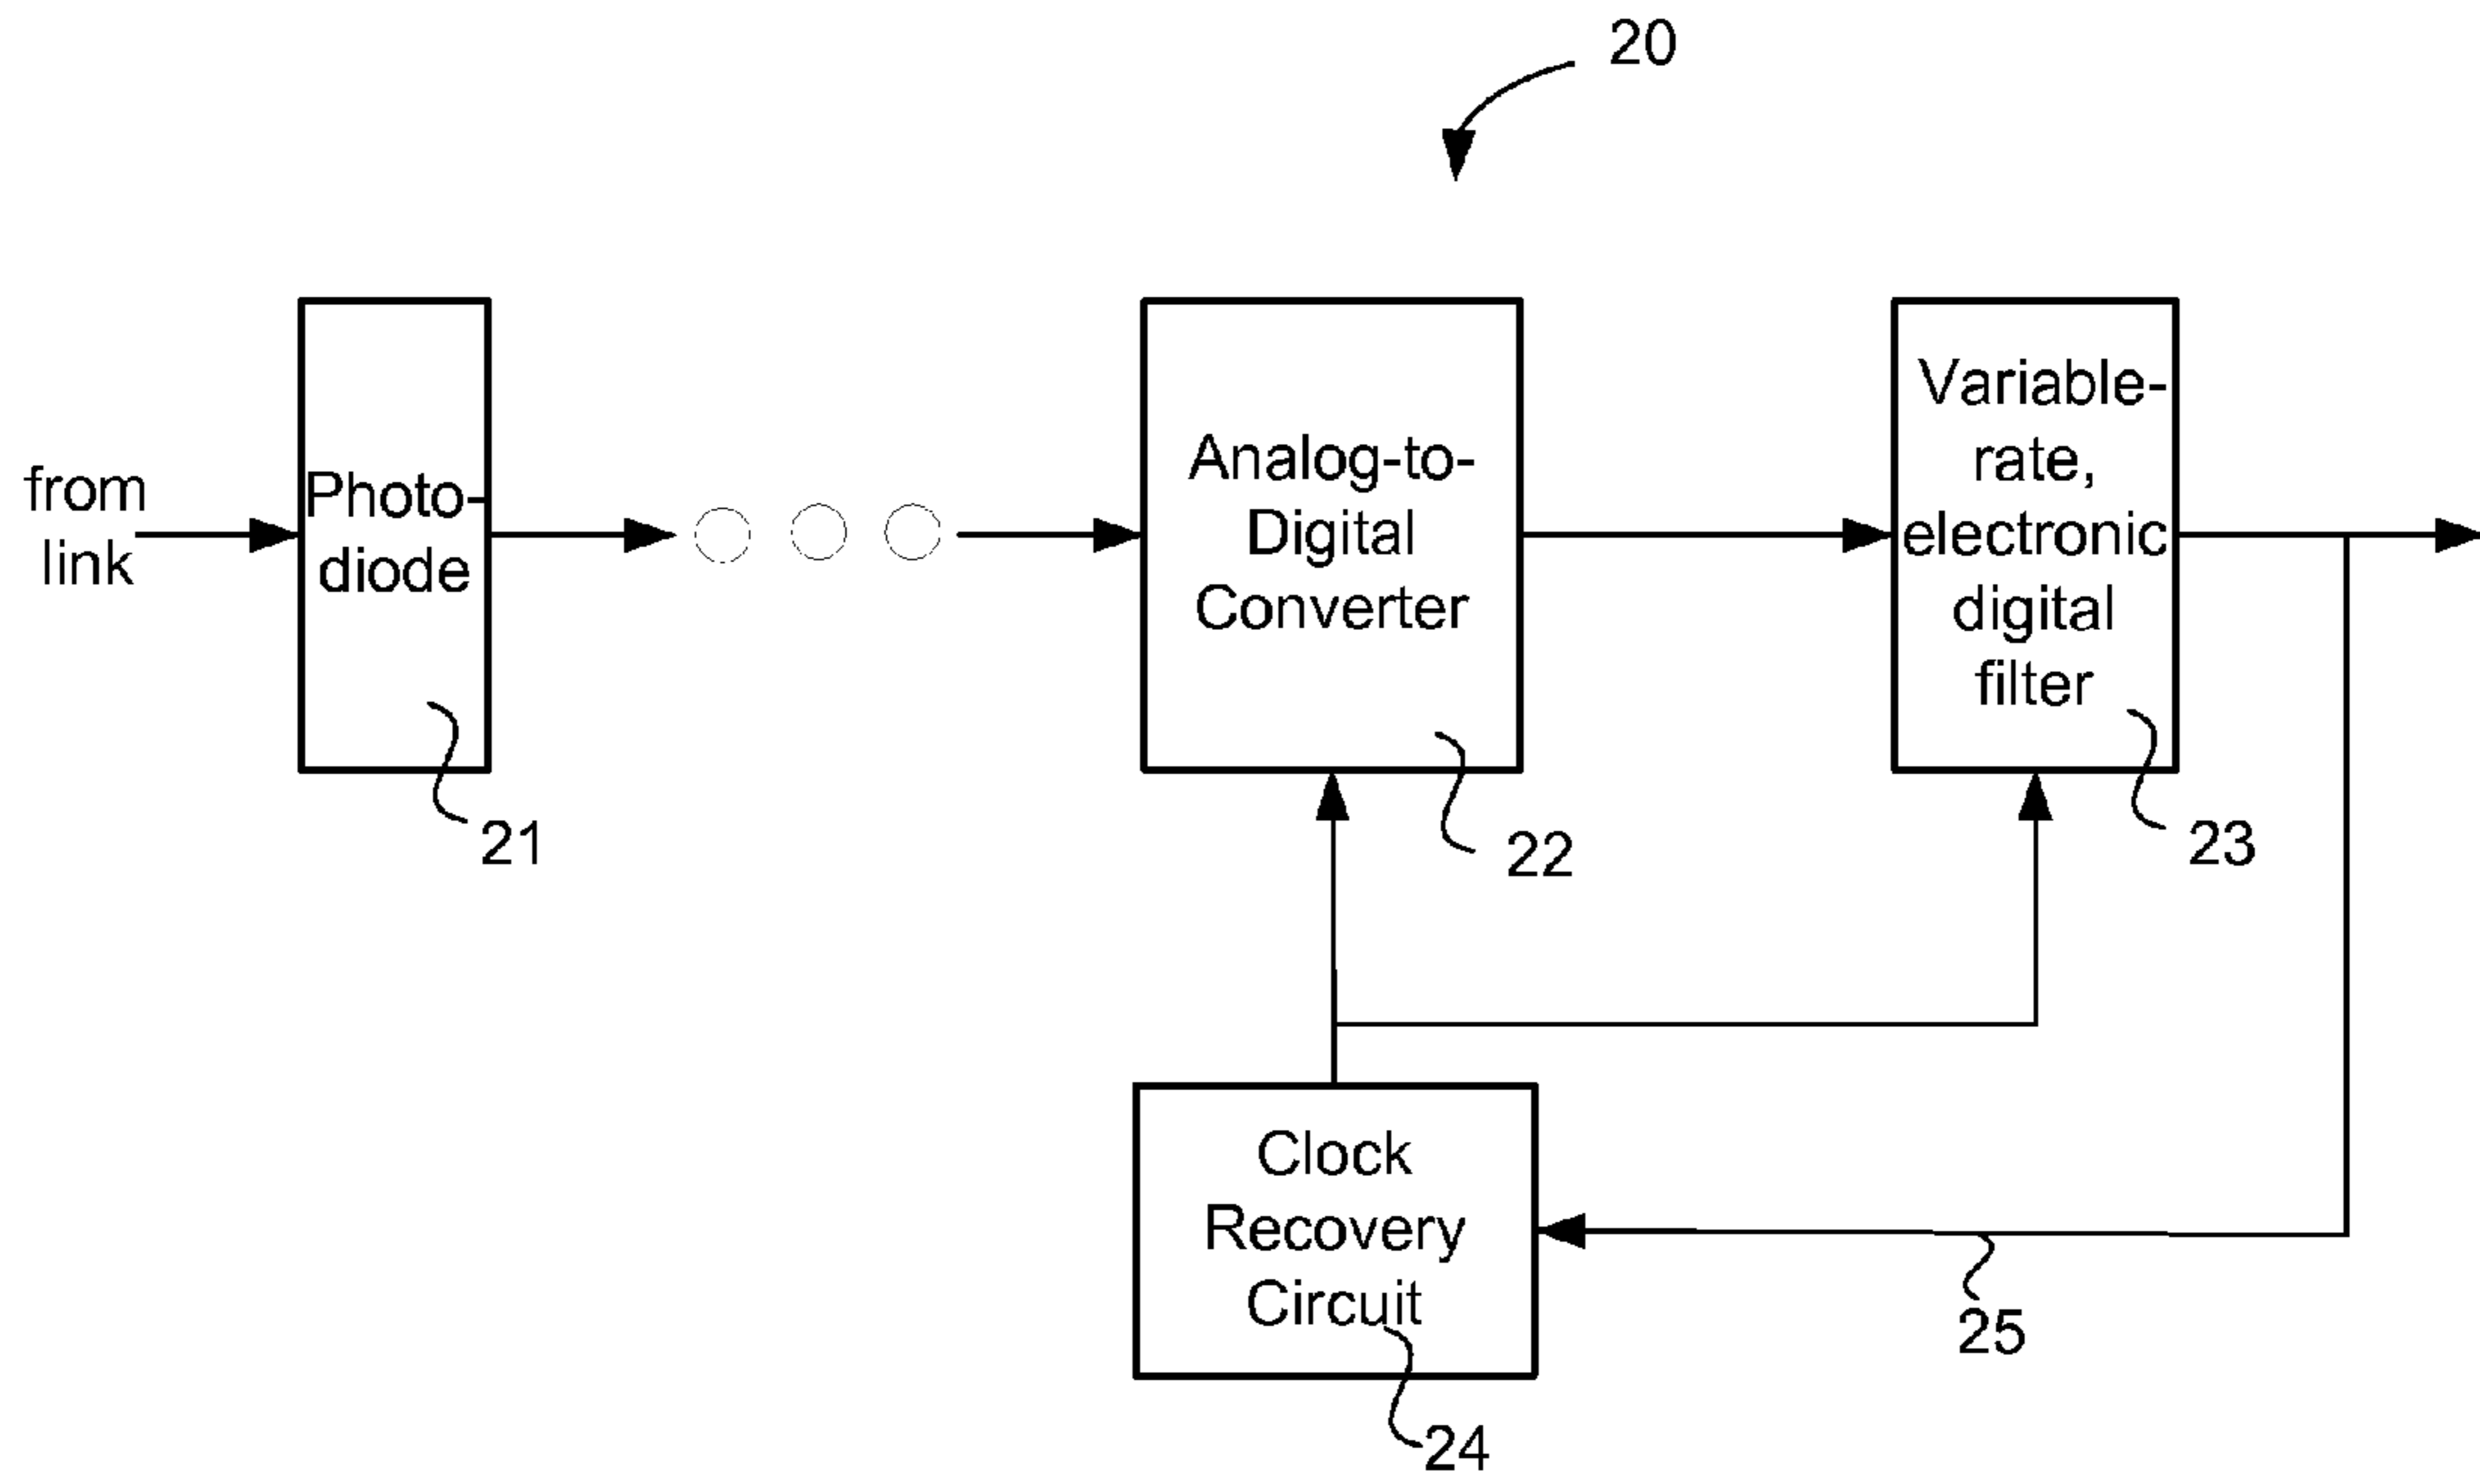 20
from
link
Photo-
diode
21
Analog-to-
Digital
Converter
22
Variable-
rate,
electronic
digital
filter
23
Clock
Recovery
Circuit
24
25